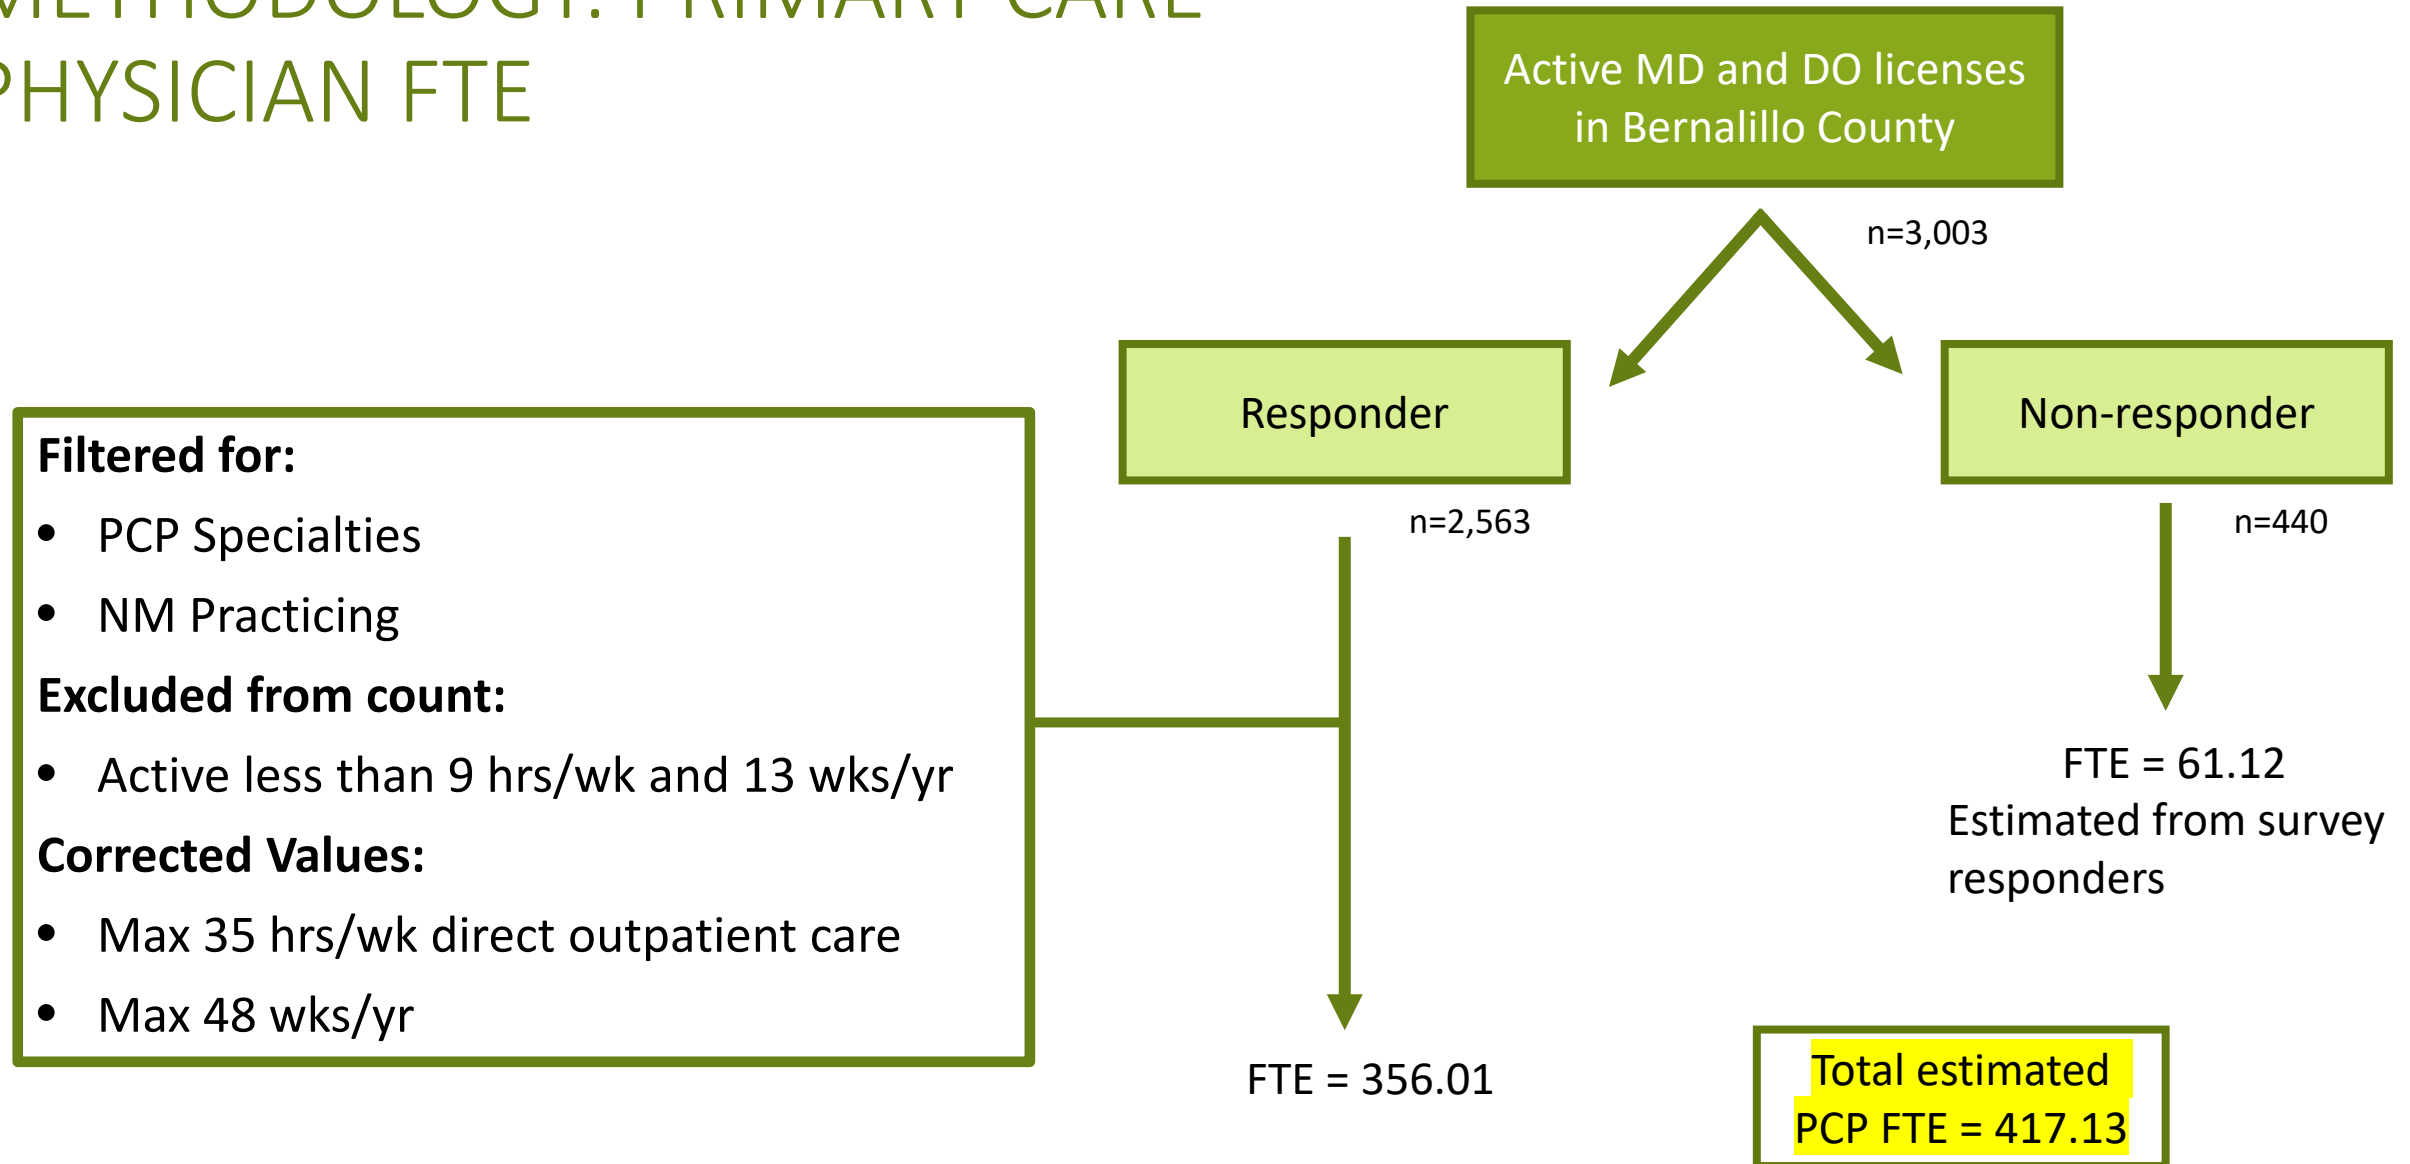 METHODOLOGY: PRIMARY CARE
PHYSICIAN FTE
Active MD and DO licenses
in Bernalillo County
n=3,003
Responder
Non-responder
n=2,563
n=440
Filtered for:
• PCP Specialties
• NM Practicing
Excluded from count:
• Active less than 9 hrs/wk and 13 wks/yr
Corrected Values:
• Max 35 hrs/wk direct outpatient care
• Max 48 wks/yr
FTE = 61.12
Estimated from survey
responders
FTE = 356.01
Total estimated
PCP FTE = 417.13